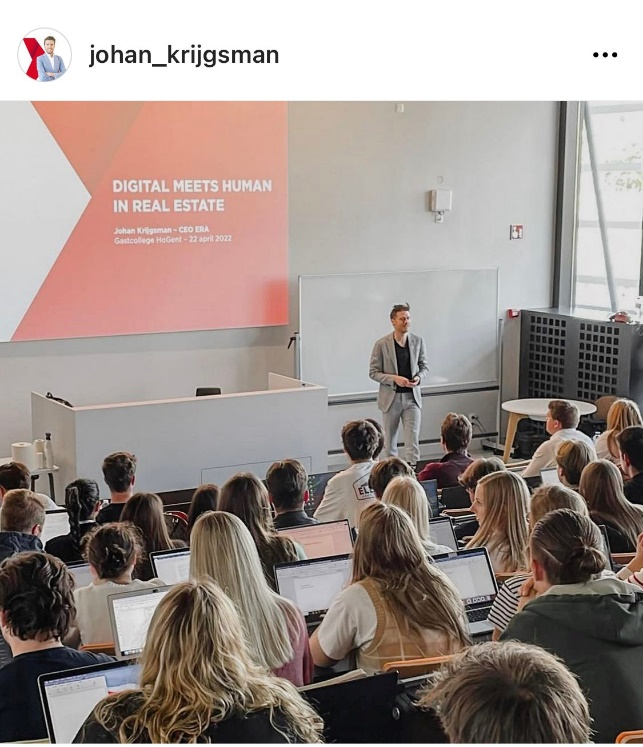 johan_krijgsman
DIGITAL MEETS HUMAN
IN REAL ESTATE
Johan Krijgsman – CEO ERA
Gastcollege HoGent – 22 april 2022